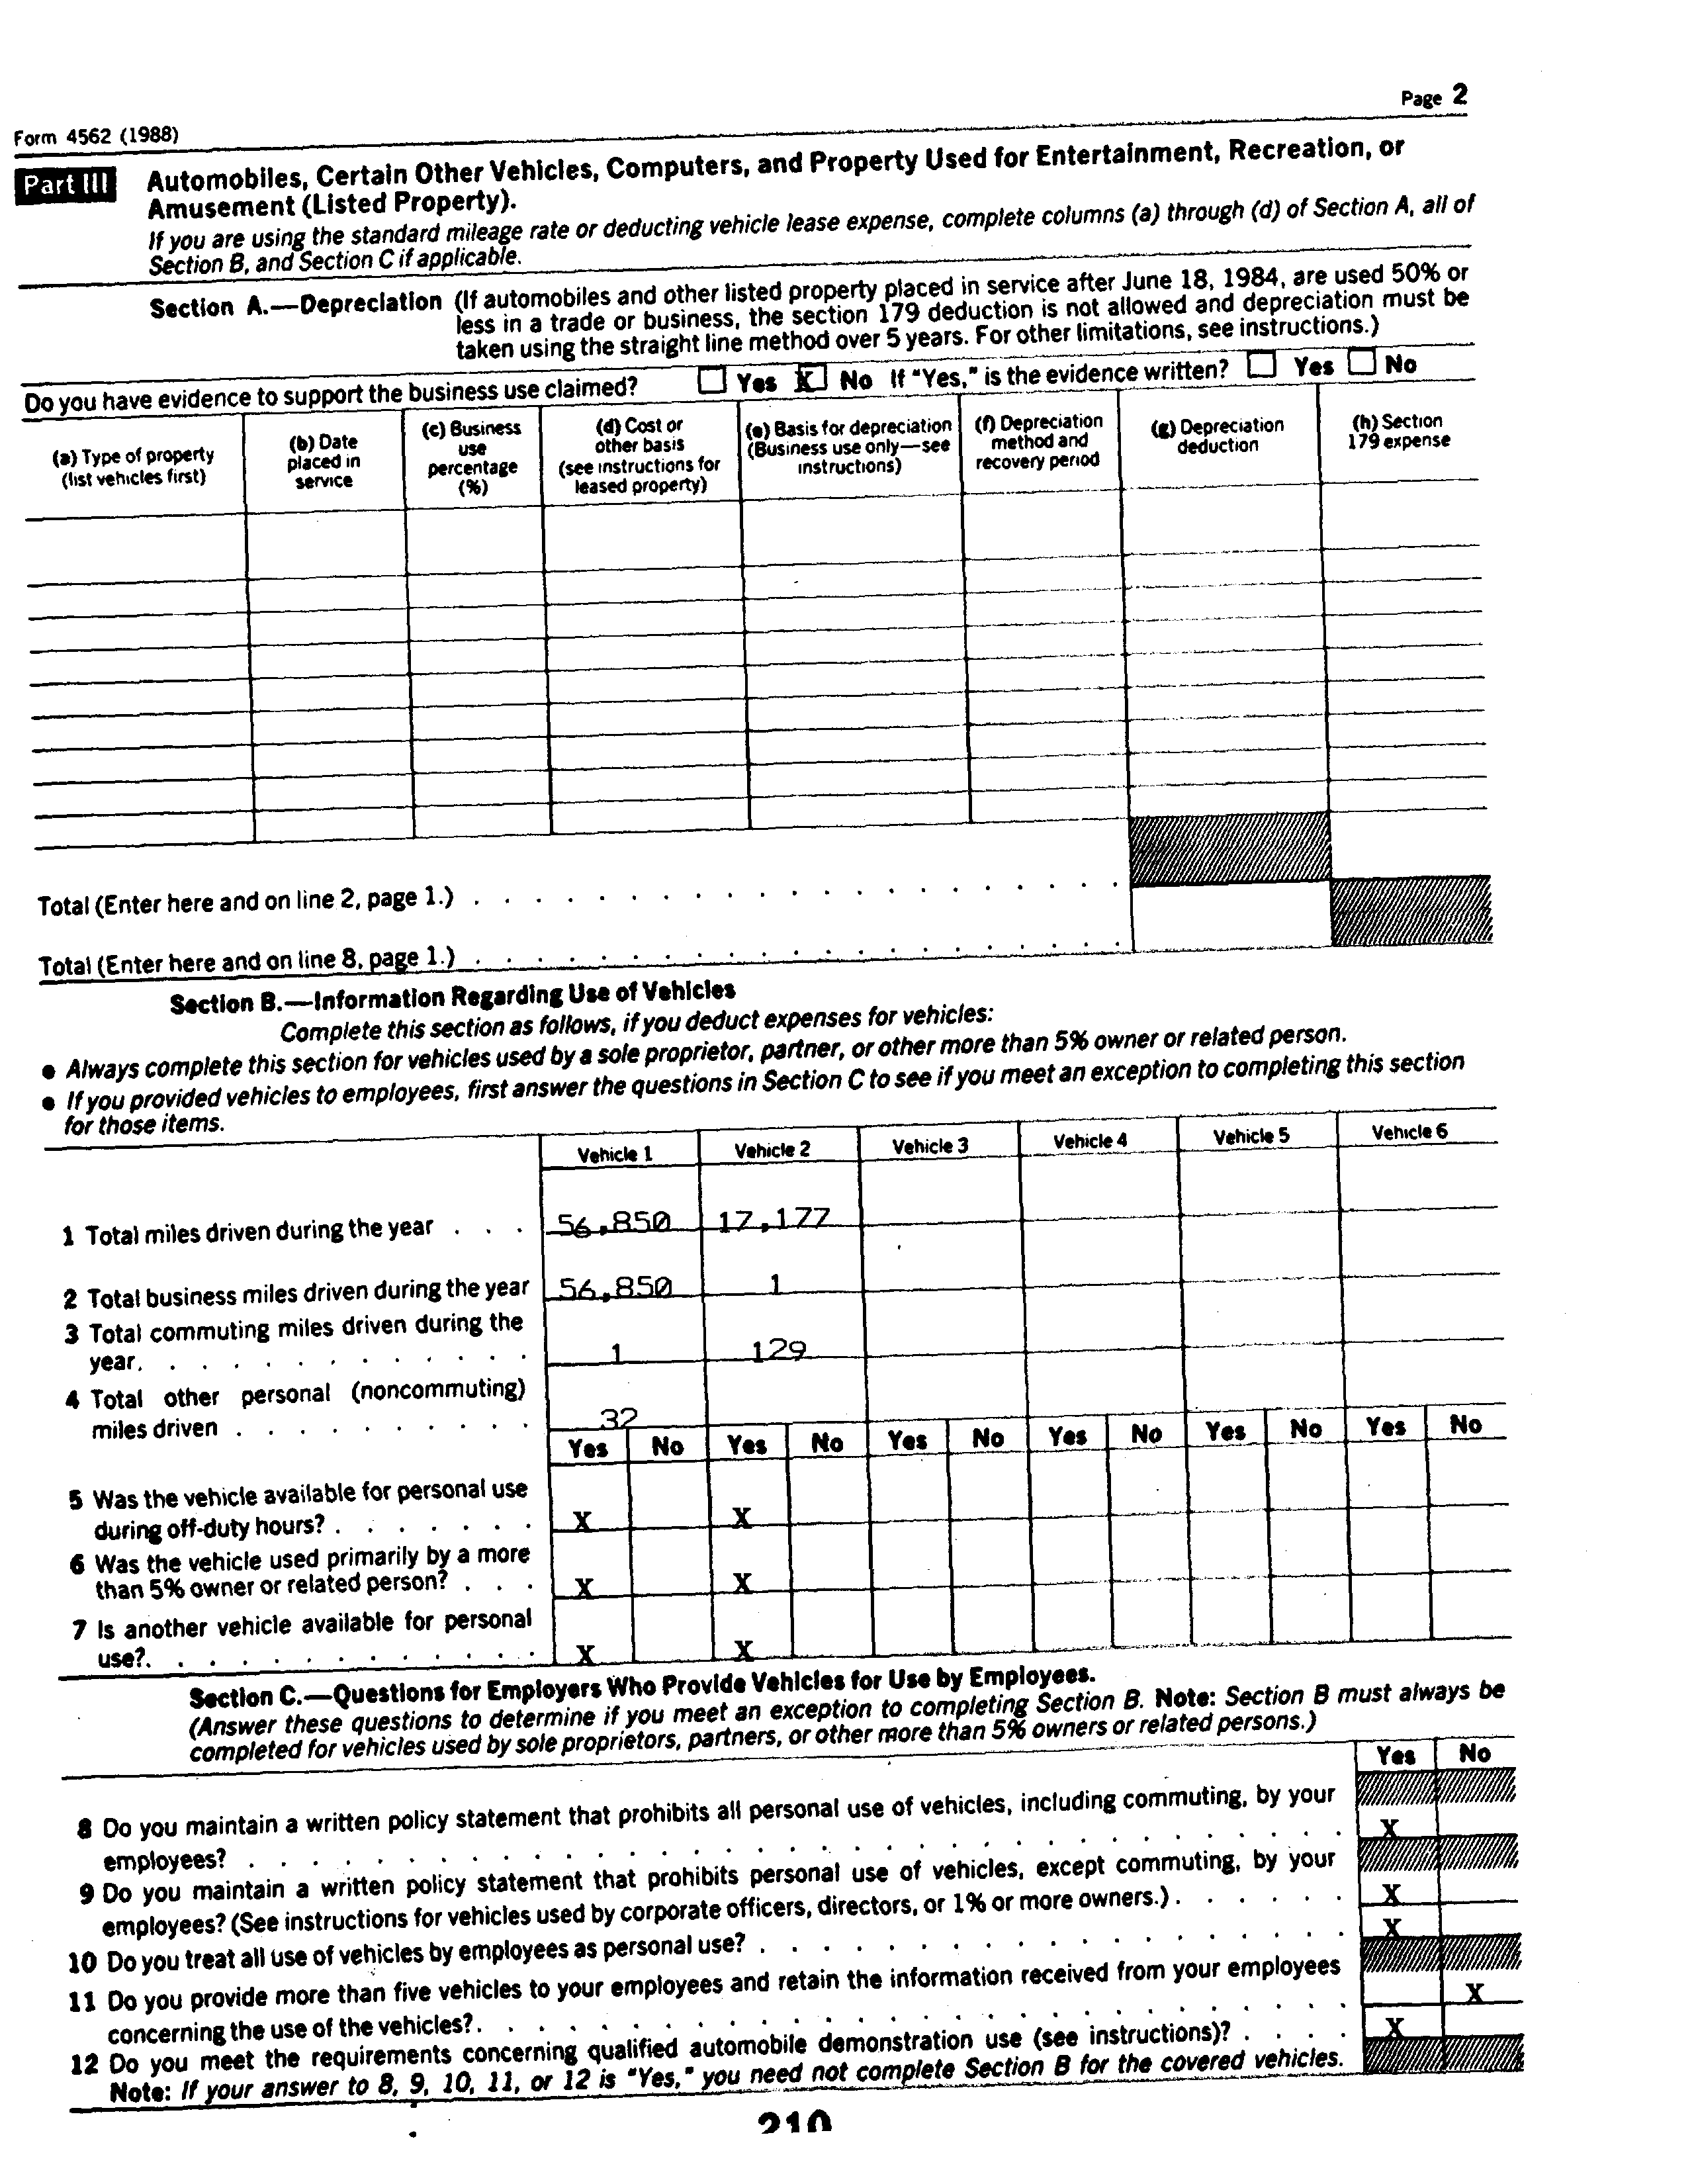 Page 2
Form 4562 (1988)
Part III Automobiles, Certain Other Vehicles, Computers, and Property Used for Entertainment, Recreation, or
Amusement (Listed Property).
If you are using the standard mileage rate or deducting vehicle lease expense, complete columns (a) through (d) of Section A, all of
Section B, and Section C if applicable.
Section A.—Depreciation (If automobiles and other listed property placed in service after June 18, 1984, are used 50% or
less in a trade or business, the section 179 deduction is not allowed and depreciation must be
taken using the straight line method over 5 years. For other limitations, see instructions.)
Do you have evidence to support the business use claimed? Yes X No If "Yes," is the evidence written? Yes No
(a) Type of property
(list vehicles first)
(b) Date
placed in
service
(c) Business
use
percentage
(%)
(d) Cost or
other basis
(see instructions for
leased property)
(e) Basis for depreciation
(Business use only—see
instructions)
(f) Depreciation
method and
recovery period
(g) Depreciation
deduction
(h) Section
179 expense
Total (Enter here and on line 2, page 1.) . . . . . . . . . . . . . . . . . . . . .
Total (Enter here and on line 8, page 1.) . . . . . . . . . . . . . . . . . . . . .
Section B.—Information Regarding Use of Vehicles
Complete this section as follows, if you deduct expenses for vehicles:
● Always complete this section for vehicles used by a sole proprietor, partner, or other more than 5% owner or related person.
● If you provided vehicles to employees, first answer the questions in Section C to see if you meet an exception to completing this section
for those items.
Vehicle 1 Vehicle 2 Vehicle 3 Vehicle 4 Vehicle 5 Vehicle 6
1 Total miles driven during the year . . . 56,850 17,177
2 Total business miles driven during the year 56,850 1
3 Total commuting miles driven during the
year. . . . . . . . . . . . . 1 129
4 Total other personal (noncommuting)
miles driven . . . . . . . . . . 32
Yes No Yes No Yes No Yes No Yes No Yes No
5 Was the vehicle available for personal use
during off-duty hours? . . . . . . . X X
6 Was the vehicle used primarily by a more
than 5% owner or related person? . . . X X
7 Is another vehicle available for personal
use?. . . . . . . . . . . . . X X
Section C.—Questions for Employers Who Provide Vehicles for Use by Employees.
(Answer these questions to determine if you meet an exception to completing Section B. Note: Section B must always be
completed for vehicles used by sole proprietors, partners, or other more than 5% owners or related persons.)
Yes No
8 Do you maintain a written policy statement that prohibits all personal use of vehicles, including commuting, by your
employees? . . . . . . . . . . . . . . . . . . . . . . . . . . . . . . . . . . . X
9 Do you maintain a written policy statement that prohibits personal use of vehicles, except commuting, by your
employees? (See instructions for vehicles used by corporate officers, directors, or 1% or more owners.) . . . . . . X
10 Do you treat all use of vehicles by employees as personal use? . . . . . . . . . . . . . . . . . . . X
11 Do you provide more than five vehicles to your employees and retain the information received from your employees
concerning the use of the vehicles?. . . . . . . . . . . . . . . . . . . . . . . . . . . . X
12 Do you meet the requirements concerning qualified automobile demonstration use (see instructions)? . . . . X
Note: If your answer to 8, 9, 10, 11, or 12 is "Yes," you need not complete Section B for the covered vehicles.
210